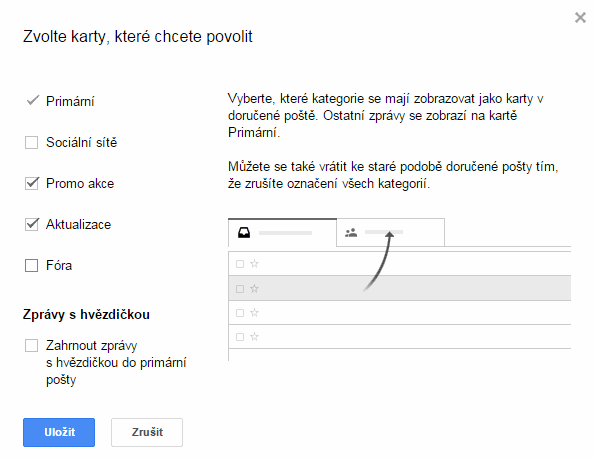 Zvolte karty, které chcete povolit
Primární
Sociální sítě
Promo akce
Aktualizace
Fóra
Zprávy s hvězdičkou
Zahrnout zprávy
s hvězdičkou do primární
pošty
Vyberte, které kategorie se mají zobrazovat jako karty v
doručené poště. Ostatní zprávy se zobrazí na kartě
Primární.
Můžete se také vrátit ke staré podobě doručené pošty tím,
že zrušíte označení všech kategorií.
Uložit
Zrušit